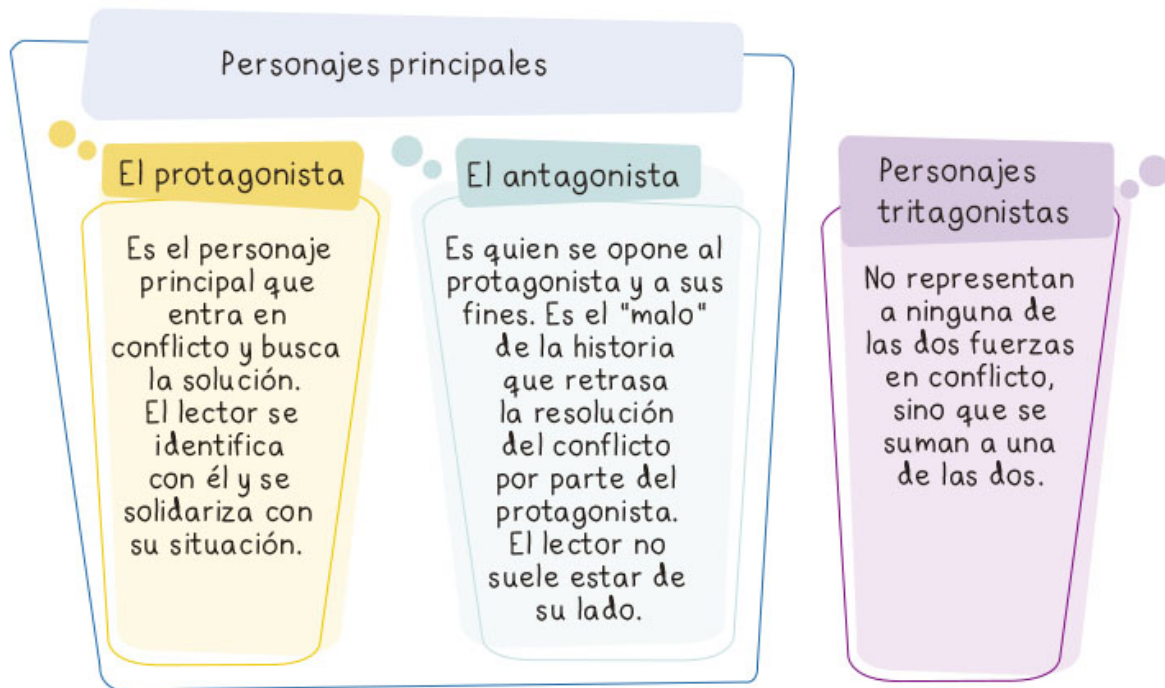 Personajes principales
El protagonista
Es el personaje
principal que
entra en
conflicto y busca
la solución.
El lector se
identifica
con él y se
solidariza con
su situación.
El antagonista
Es quien se opone al
protagonista y a sus
fines. Es el "malo"
de la historia
que retrasa
la resolución
del conflicto
por parte del
protagonista.
El lector no
suele estar de
su lado.
Personajes
tritagonistas
No representan
a ninguna de
las dos fuerzas
en conflicto,
sino que se
suman a una
de las dos.